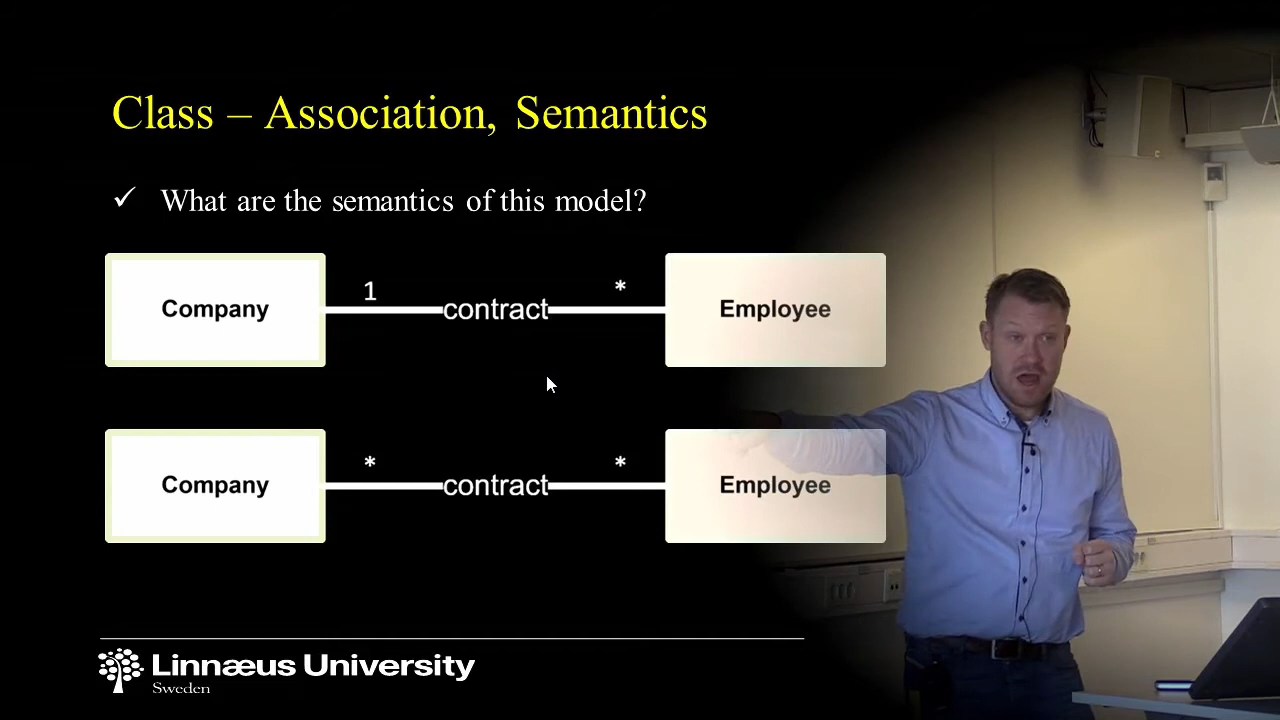 Class – Association, Semantics
✓ What are the semantics of this model?
Company 1 contract * Employee
Company * contract * Employee
Linnæus University
Sweden